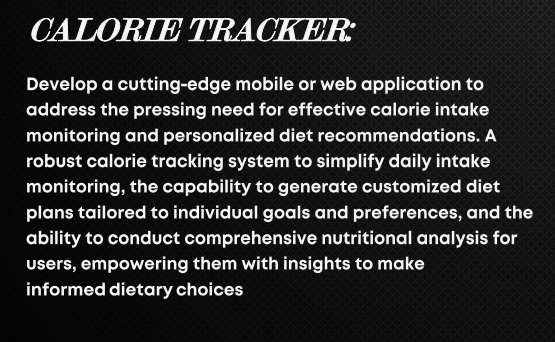 CALORIE TRACKER:
Develop a cutting-edge mobile or web application to
address the pressing need for effective calorie intake
monitoring and personalized diet recommendations. A
robust calorie tracking system to simplify daily intake
monitoring, the capability to generate customized diet
plans tailored to individual goals and preferences, and the
ability to conduct comprehensive nutritional analysis for
users, empowering them with insights to make
informed dietary choices